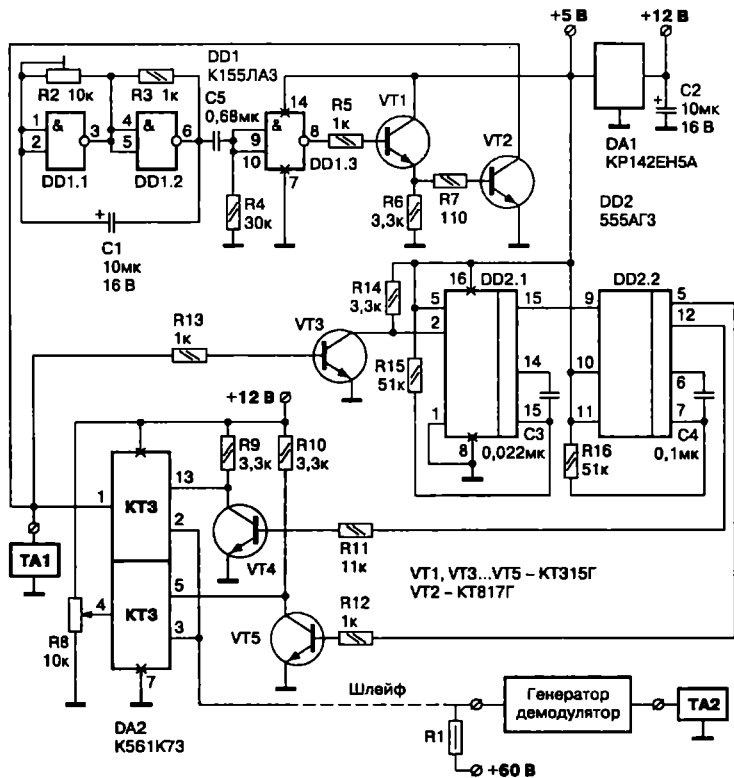 +5 В
+12 В
DD1
К155ЛА3
R2 10к
R3 1к
C5
0,68мк
&
1
2
3
DD1.1
&
4
5
6
DD1.2
&
14
9
10
8
7
DD1.3
R4
30к
R5
1к
VT1
R6
3,3к
R7
110
VT2
C2
10мк
16 В
DA1
КР142ЕН5А
DD2
555АГ3
C1
10мк
16 В
R14
3,3к
16
DD2.1
5
2
15
14
15
1
8
C3
0,022мк
R15
51к
DD2.2
9
10
11
5
12
6
7
C4
0,1мк
R16
51к
R13
1к
VT3
+12 В
R9
3,3к
R10
3,3к
1
КТ3
13
2
ТА1
VT4
R11
11к
VT1, VT3...VT5 – КТ315Г
VT2 – КТ817Г
R8
10к
4
КТ3
5
3
7
VT5
R12
1к
DA2
К561К73
Шлейф
R1
+60 В
Генератор
демодулятор
ТА2